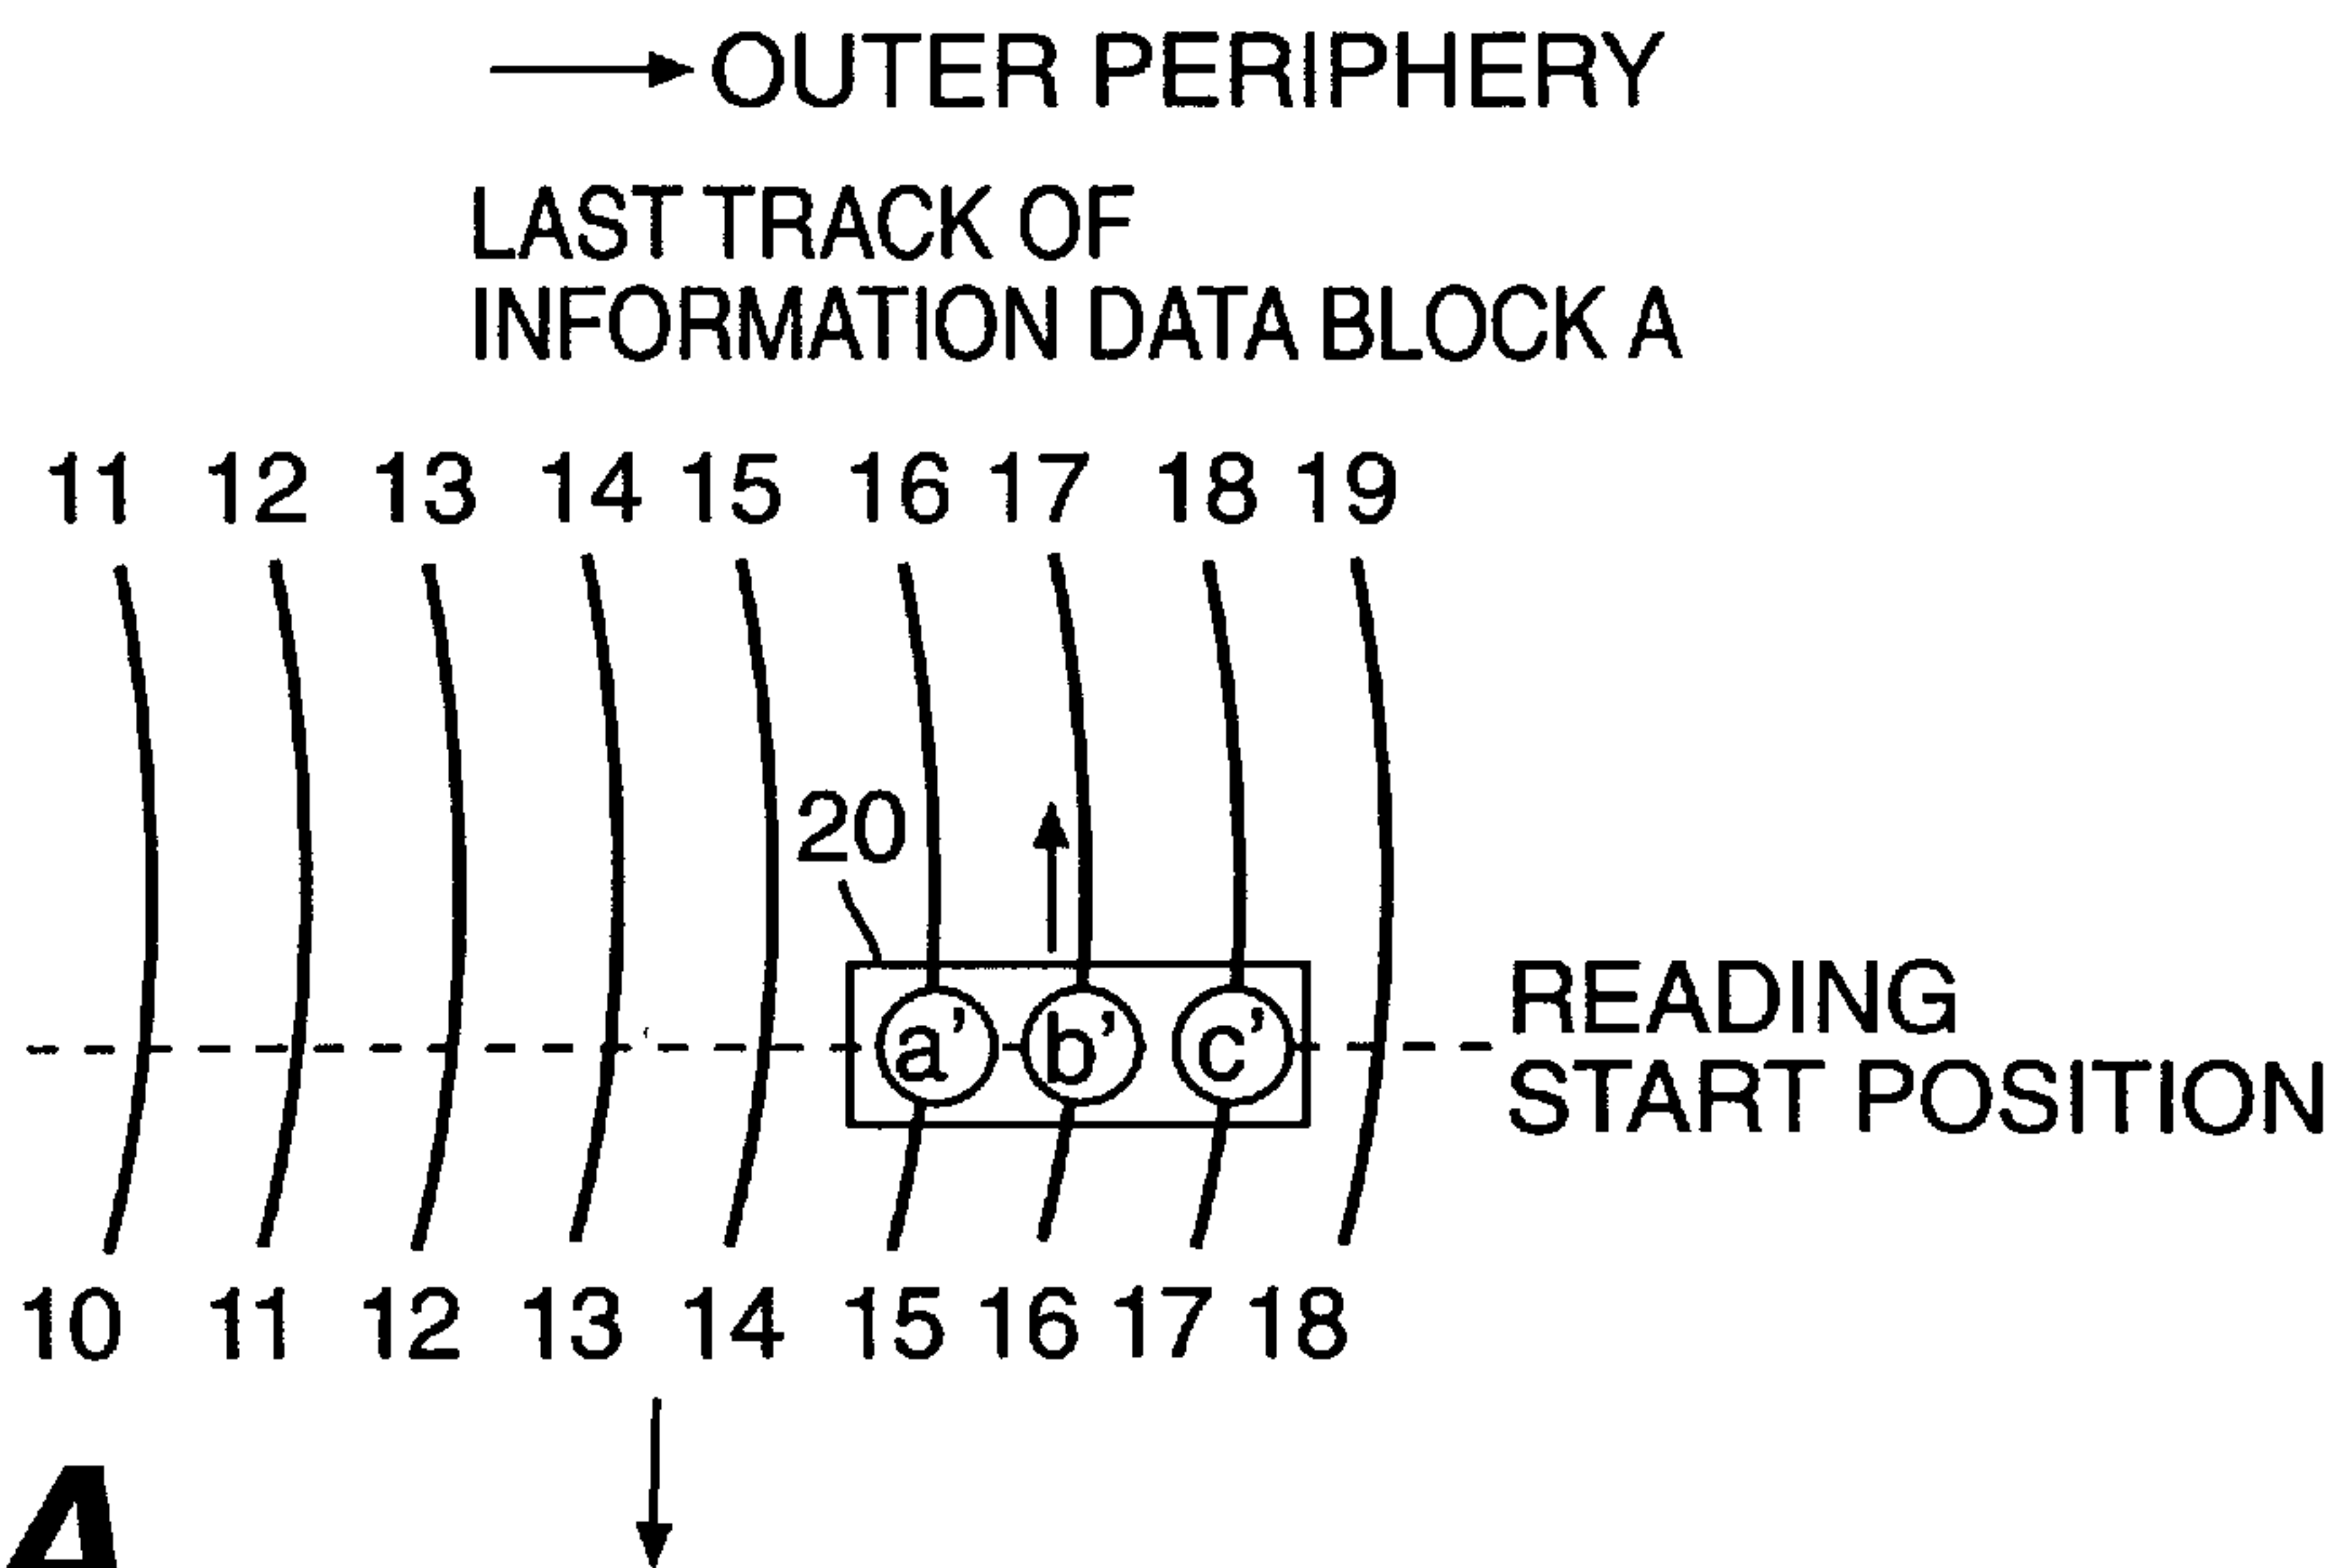 OUTER PERIPHERY
LAST TRACK OF
INFORMATION DATA BLOCK A
11 12 13 14 15 16 17 18 19
20
a' b' c'
READING
START POSITION
10 11 12 13 14 15 16 17 18